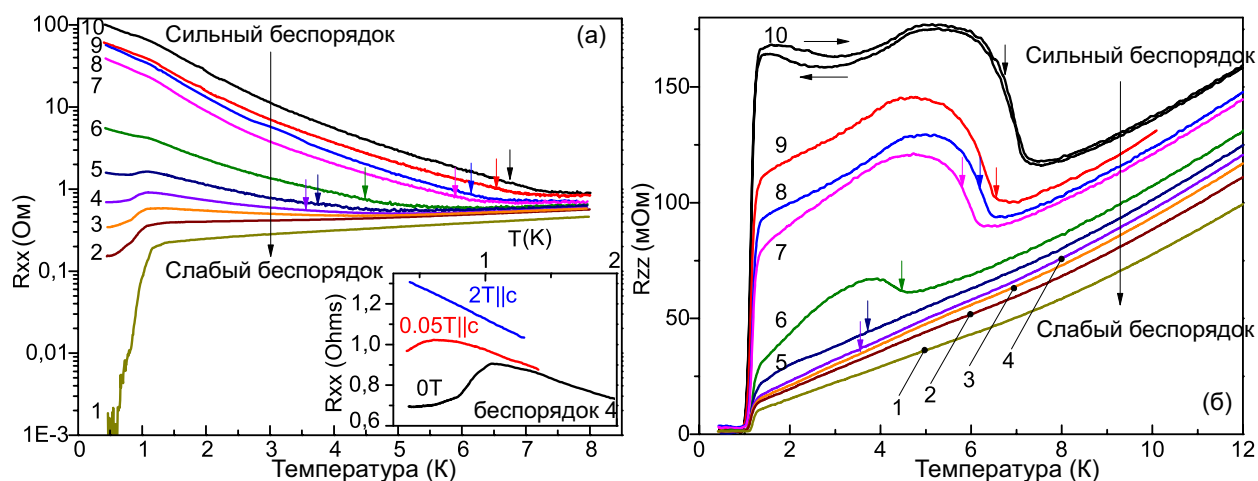 100
10
1
0,1
0,01
1E-3
Rxx (Ом)
0 1 2 3 4 5 6 7 8
Температура (К)
Сильный беспорядок
(а)
10
9
8
7
6
5
4
3
2
1
Слабый беспорядок
T(K)
1 2
1,4
1,2
1,0
0,8
0,6
Rxx (Ohms)
2T||c
0.05T||c
0T
беспорядок 4
150
100
50
0
Rzz (мОм)
0 2 4 6 8 10 12
Температура (К)
10
Сильный беспорядок
9
8
7
6
5
Слабый беспорядок
1 2 3 4
(б)